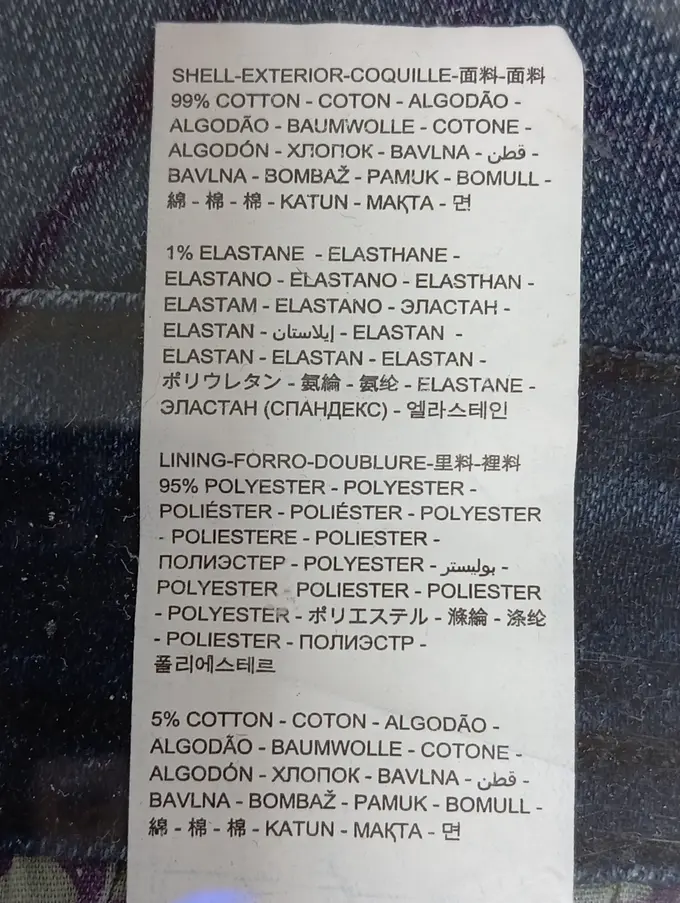 SHELL-EXTERIOR-COQUILLE-面料-面料
99% COTTON - COTON - ALGODÃO -
ALGODÃO - BAUMWOLLE - COTONE -
ALGODÓN - ХЛОПОК - BAVLNA - قطن -
BAVLNA - BOMBAŽ - PAMUK - BOMULL -
綿 - 棉 - 棉 - KATUN - МАҚТА - 면
1% ELASTANE - ELASTHANE -
ELASTANO - ELASTANO - ELASTHAN -
ELASTAM - ELASTANO - ЭЛАСТАН -
ELASTAN - إيلاستان - ELASTAN -
ELASTAN - ELASTAN - ELASTAN -
ポリウレタン - 氨綸 - 氨纶 - ELASTANE -
ЭЛАСТАН (СПАНДЕКС) - 엘라스테인
LINING-FORRO-DOUBLURE-里料-裡料
95% POLYESTER - POLYESTER -
POLIÉSTER - POLIÉSTER - POLYESTER
- POLIESTERE - POLIESTER -
ПОЛИЭСТЕР - POLYESTER - بوليستر -
POLYESTER - POLIESTER - POLIESTER
- POLYESTER - ポリエステル - 滌綸 - 涤纶
- POLIESTER - ПОЛИЭСТР -
폴리에스테르
5% COTTON - COTON - ALGODÃO -
ALGODÃO - BAUMWOLLE - COTONE -
ALGODÓN - ХЛОПОК - BAVLNA - قطن -
BAVLNA - BOMBAŽ - PAMUK - BOMULL -
綿 - 棉 - 棉 - KATUN - МАҚТА - 면